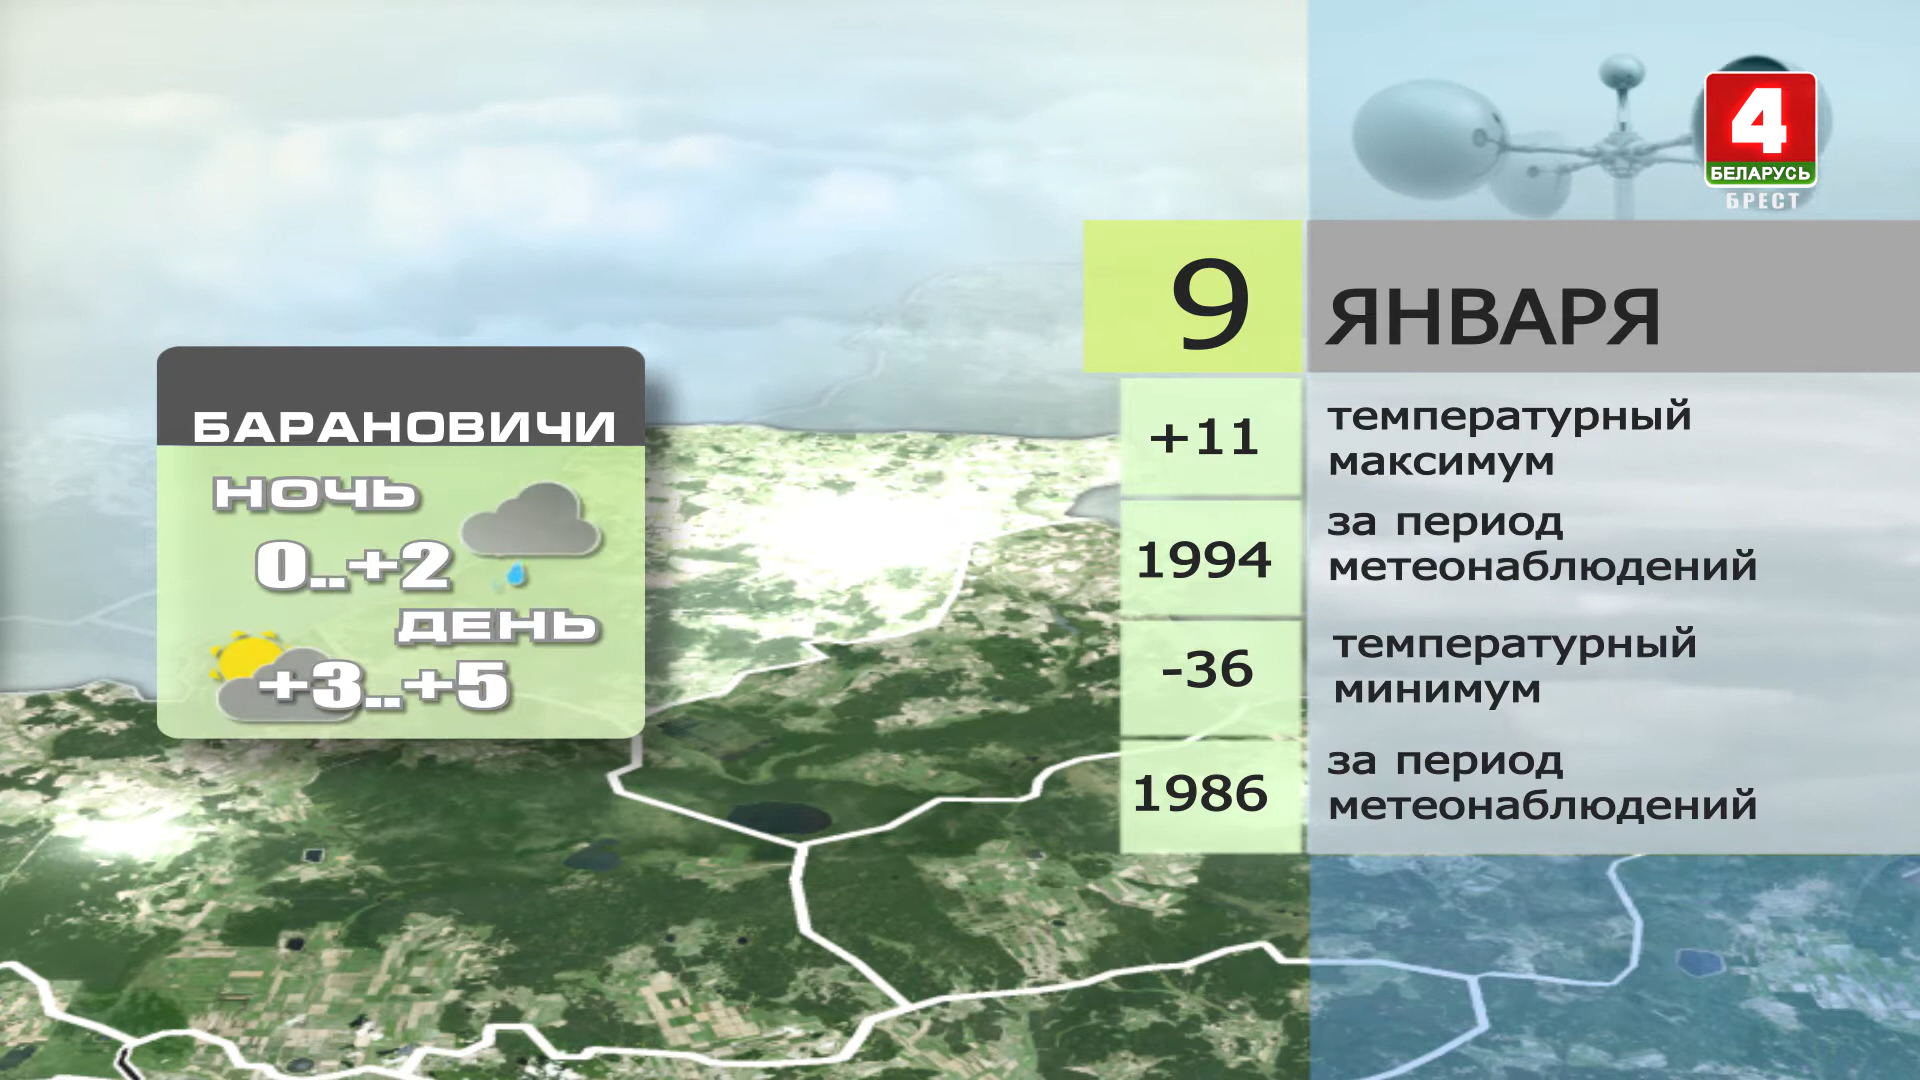 4
БЕЛАРУСЬ
БРЕСТ
9 ЯНВАРЯ
БАРАНОВИЧИ
НОЧЬ
0..+2
ДЕНЬ
+3..+5
+11
температурный
максимум
1994
за период
метеонаблюдений
-36
температурный
минимум
1986
за период
метеонаблюдений